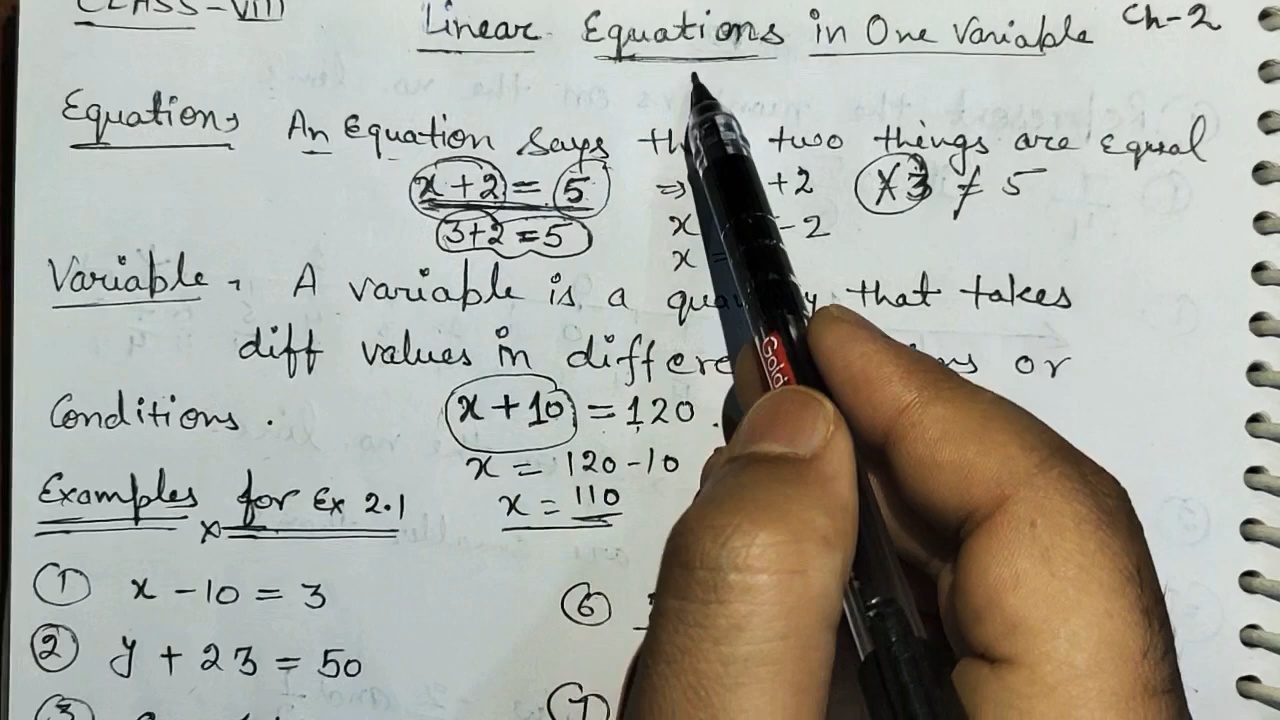 CLASS-VIII
Linear Equations in One Variable Ch-2
Equation, An Equation Says two things are equal
x+2 = 5 ⇒ +2 ≠ 5
3+2=5 x -2
x =
Variable, A variable is a that takes
diff values in or
Conditions. x+10 = 120.
x = 120-10
Examples for Ex 2.1 x = 110
① x - 10 = 3 ⑥
② y + 23 = 50
③ ⑦
Gold